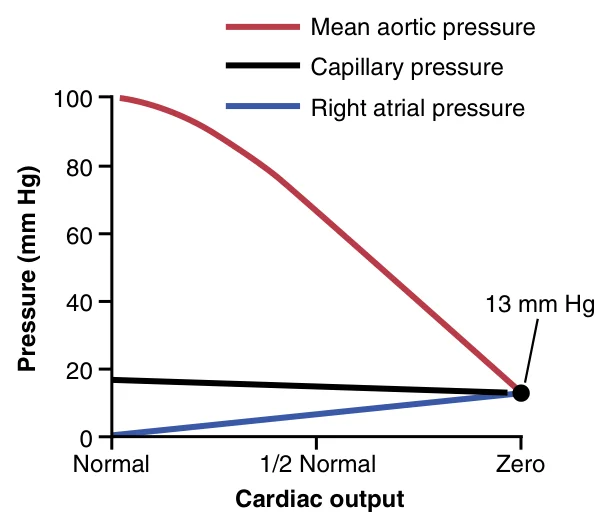 Mean aortic pressure
Capillary pressure
Right atrial pressure
Pressure (mm Hg)
100
80
60
40
20
0
13 mm Hg
Normal
1/2 Normal
Zero
Cardiac output